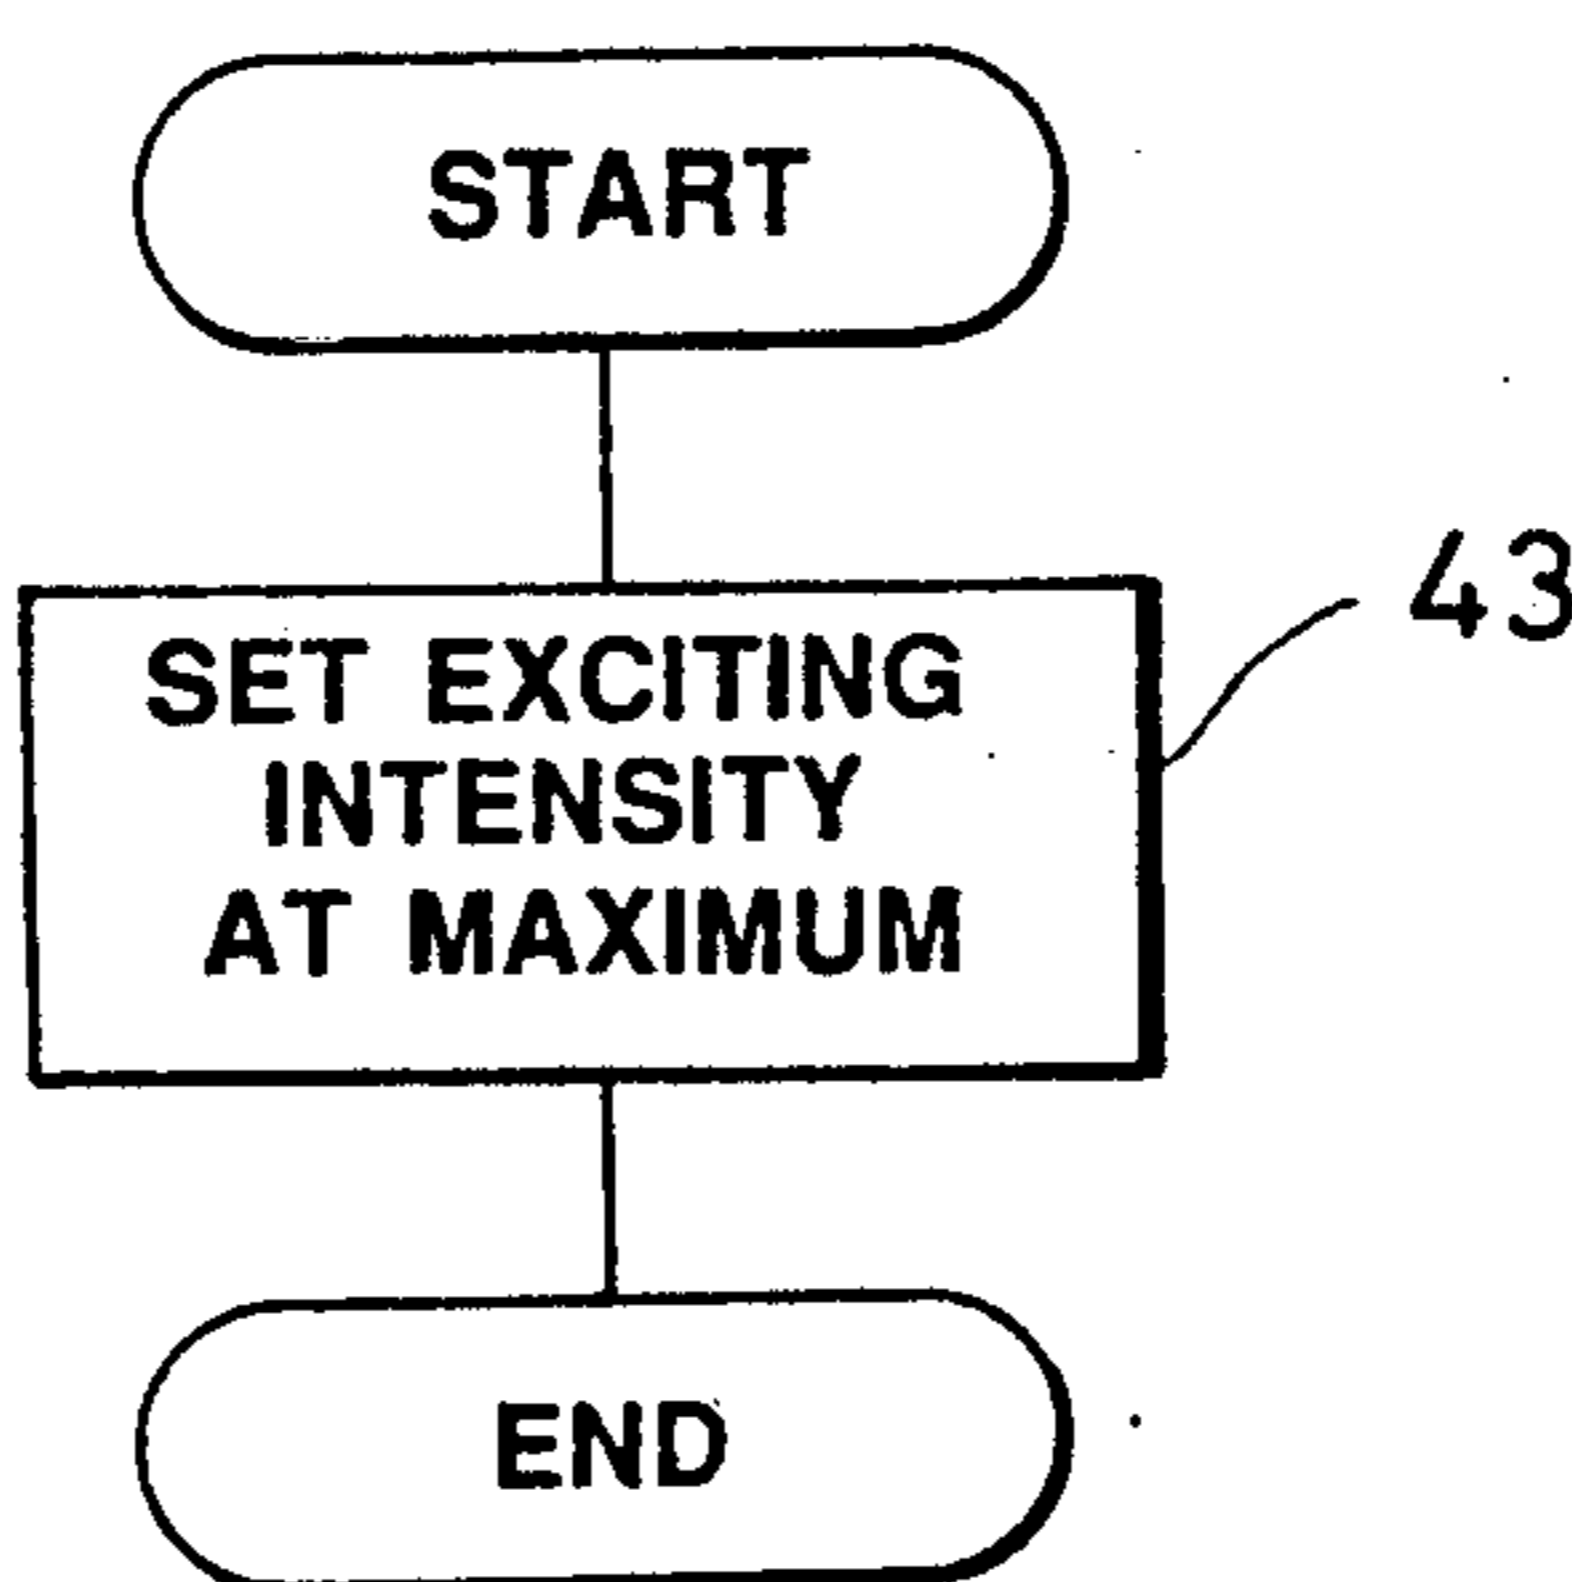 START
43
SET EXCITING
INTENSITY
AT MAXIMUM
END